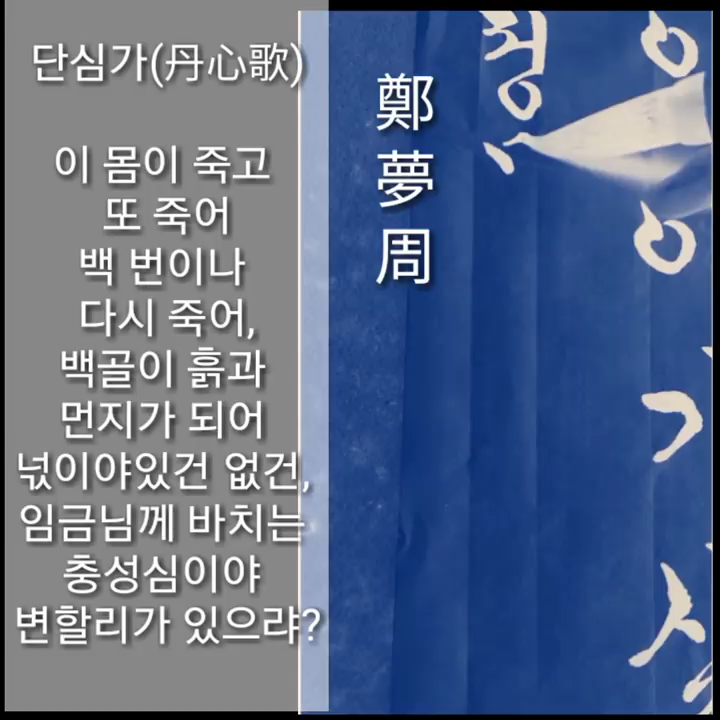 단심가(丹心歌)
이 몸이 죽고
또 죽어
백 번이나
다시 죽어,
백골이 흙과
먼지가 되어
넋이야있건 없건,
임금님께 바치는
충성심이야
변할리가 있으랴?
鄭夢周